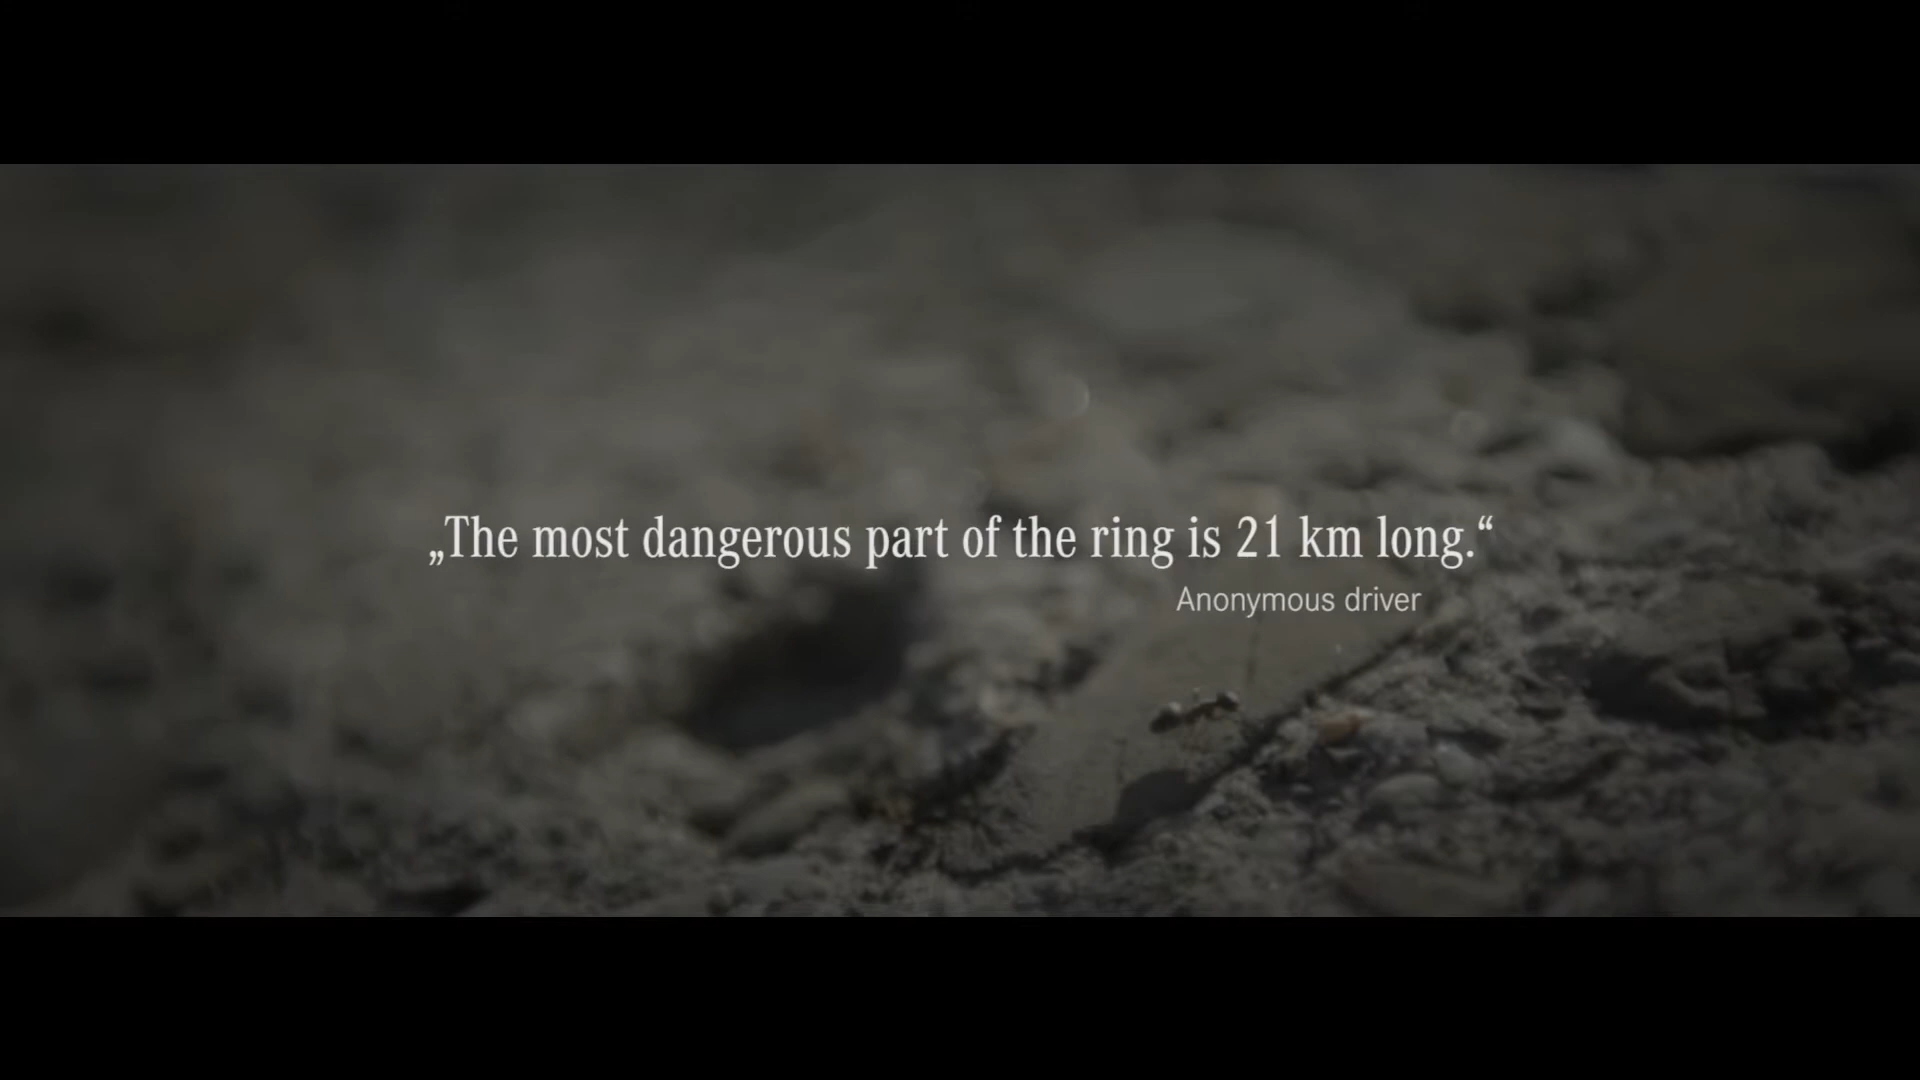 „The most dangerous part of the ring is 21 km long.“
Anonymous driver